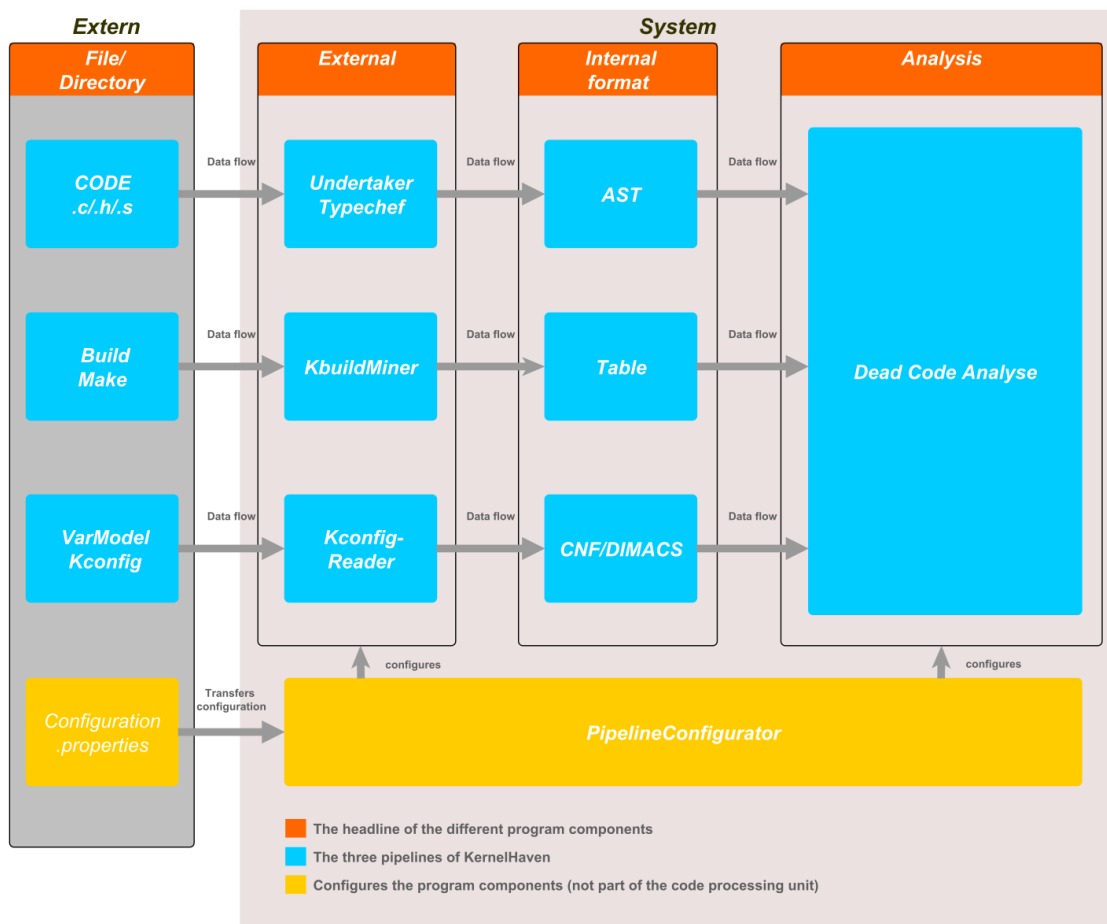 Extern
System
File/
Directory
External
Internal
format
Analysis
CODE
.c/.h/.s
Data flow
Undertaker
Typechef
Data flow
AST
Data flow
Build
Make
Data flow
KbuildMiner
Data flow
Table
Data flow
Dead Code Analyse
VarModel
Kconfig
Data flow
Kconfig-
Reader
Data flow
CNF/DIMACS
Data flow
configures
configures
Configuration
.properties
Transfers
configuration
PipelineConfigurator
The headline of the different program components
The three pipelines of KernelHaven
Configures the program components (not part of the code processing unit)